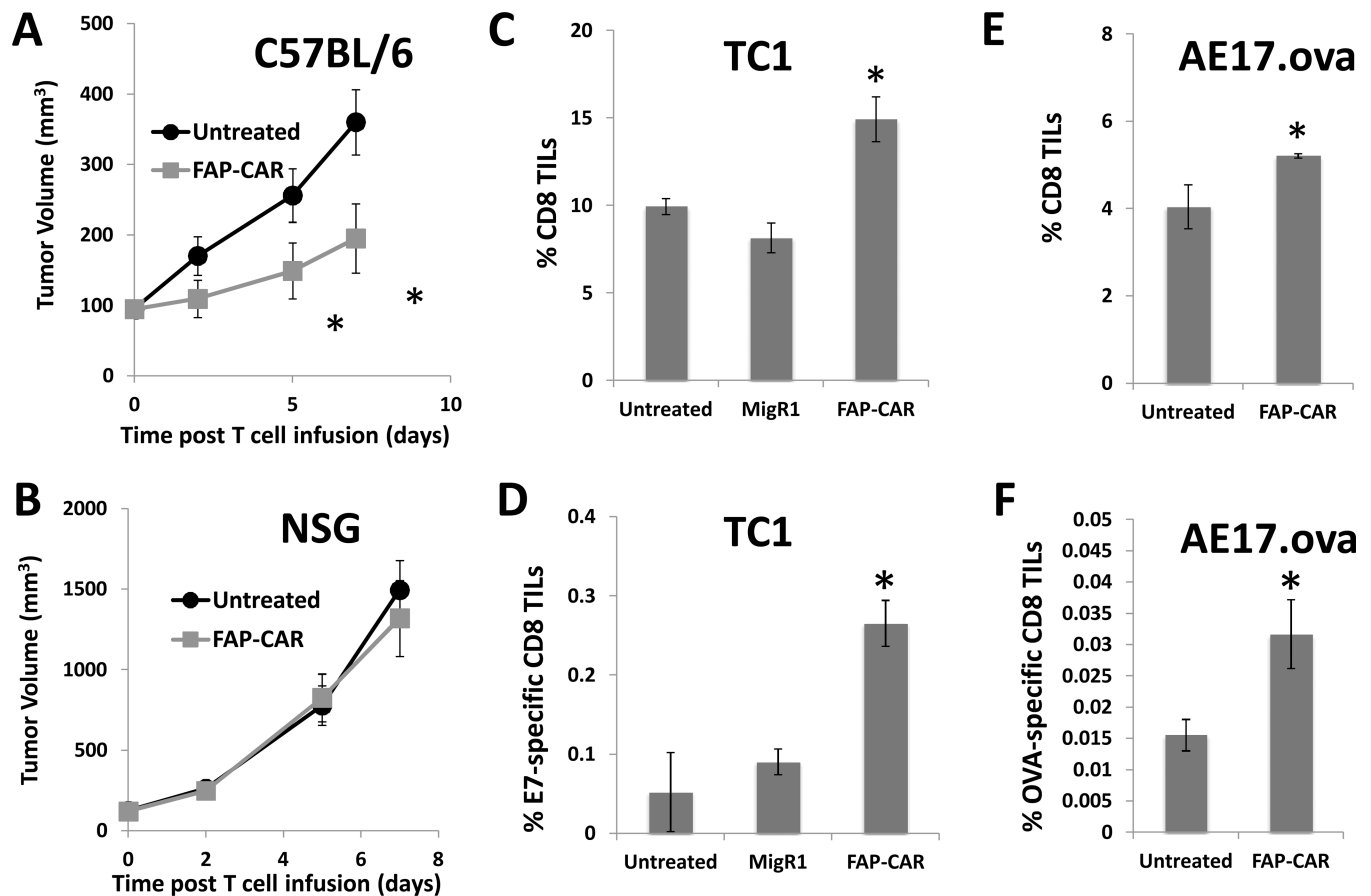 A
C57BL/6
Tumor Volume (mm³)
500
400
300
200
100
0
Untreated
FAP-CAR
*
*
0
5
10
Time post T cell infusion (days)
B
NSG
Tumor Volume (mm³)
2000
1500
1000
500
0
Untreated
FAP-CAR
0
2
4
6
8
Time post T cell infusion (days)
C
TC1
% CD8 TILs
20
15
10
5
0
*
Untreated
MigR1
FAP-CAR
D
TC1
% E7-specific CD8 TILs
0.4
0.3
0.2
0.1
0
*
Untreated
MigR1
FAP-CAR
E
AE17.ova
% CD8 TILs
8
6
4
2
0
*
Untreated
FAP-CAR
F
AE17.ova
% OVA-specific CD8 TILs
0.05
0.045
0.04
0.035
0.03
0.025
0.02
0.015
0.01
0.005
0
*
Untreated
FAP-CAR